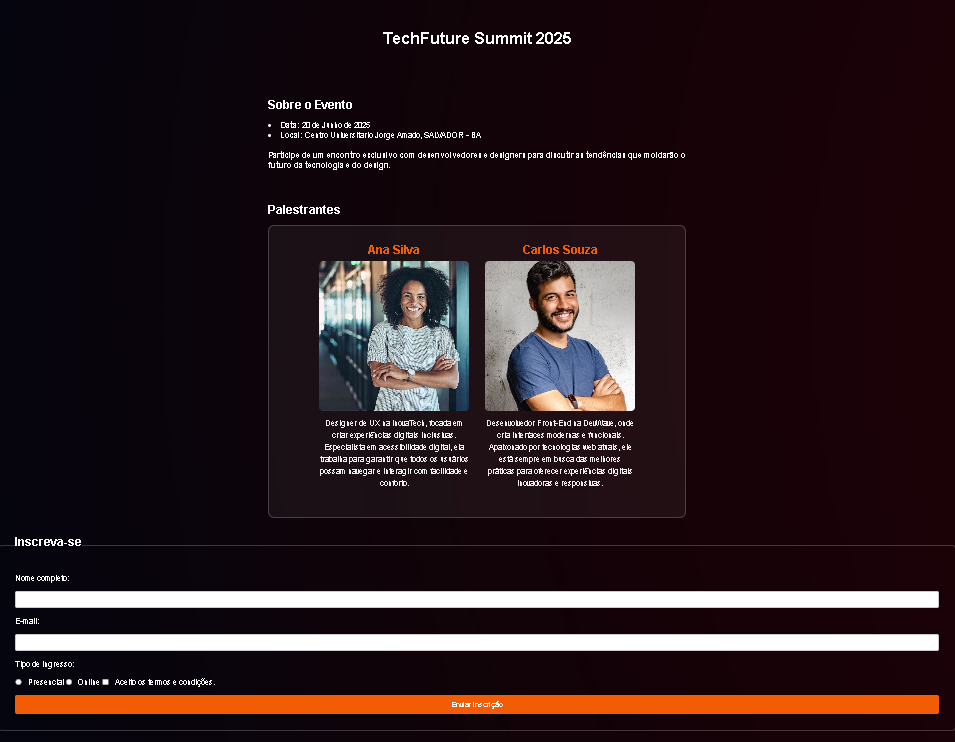 TechFuture Summit 2025
Sobre o Evento
Data: 20 de Junho de 2025
Local: Centro Universitário Jorge Amado, SALVADOR - BA
Participe de um encontro exclusivo com desenvolvedores e designers para discutir as tendências que moldarão o
futuro da tecnologia e do design.
Palestrantes
Ana Silva
Designer de UX na InovaTech, focada em
criar experiências digitais inclusivas.
Especialista em acessibilidade digital, ela
trabalha para garantir que todos os usuários
possam navegar e interagir com facilidade e
conforto.
Carlos Souza
Desenvolvedor Front-End na DevWave, onde
cria interfaces modernas e funcionais.
Apaixonado por tecnologias web atuais, ele
está sempre em busca das melhores
práticas para oferecer experiências digitais
inovadoras e responsivas.
Inscreva-se
Nome completo:
E-mail:
Tipo de ingresso:
Presencial Online Aceito os termos e condições.
Enviar Inscrição